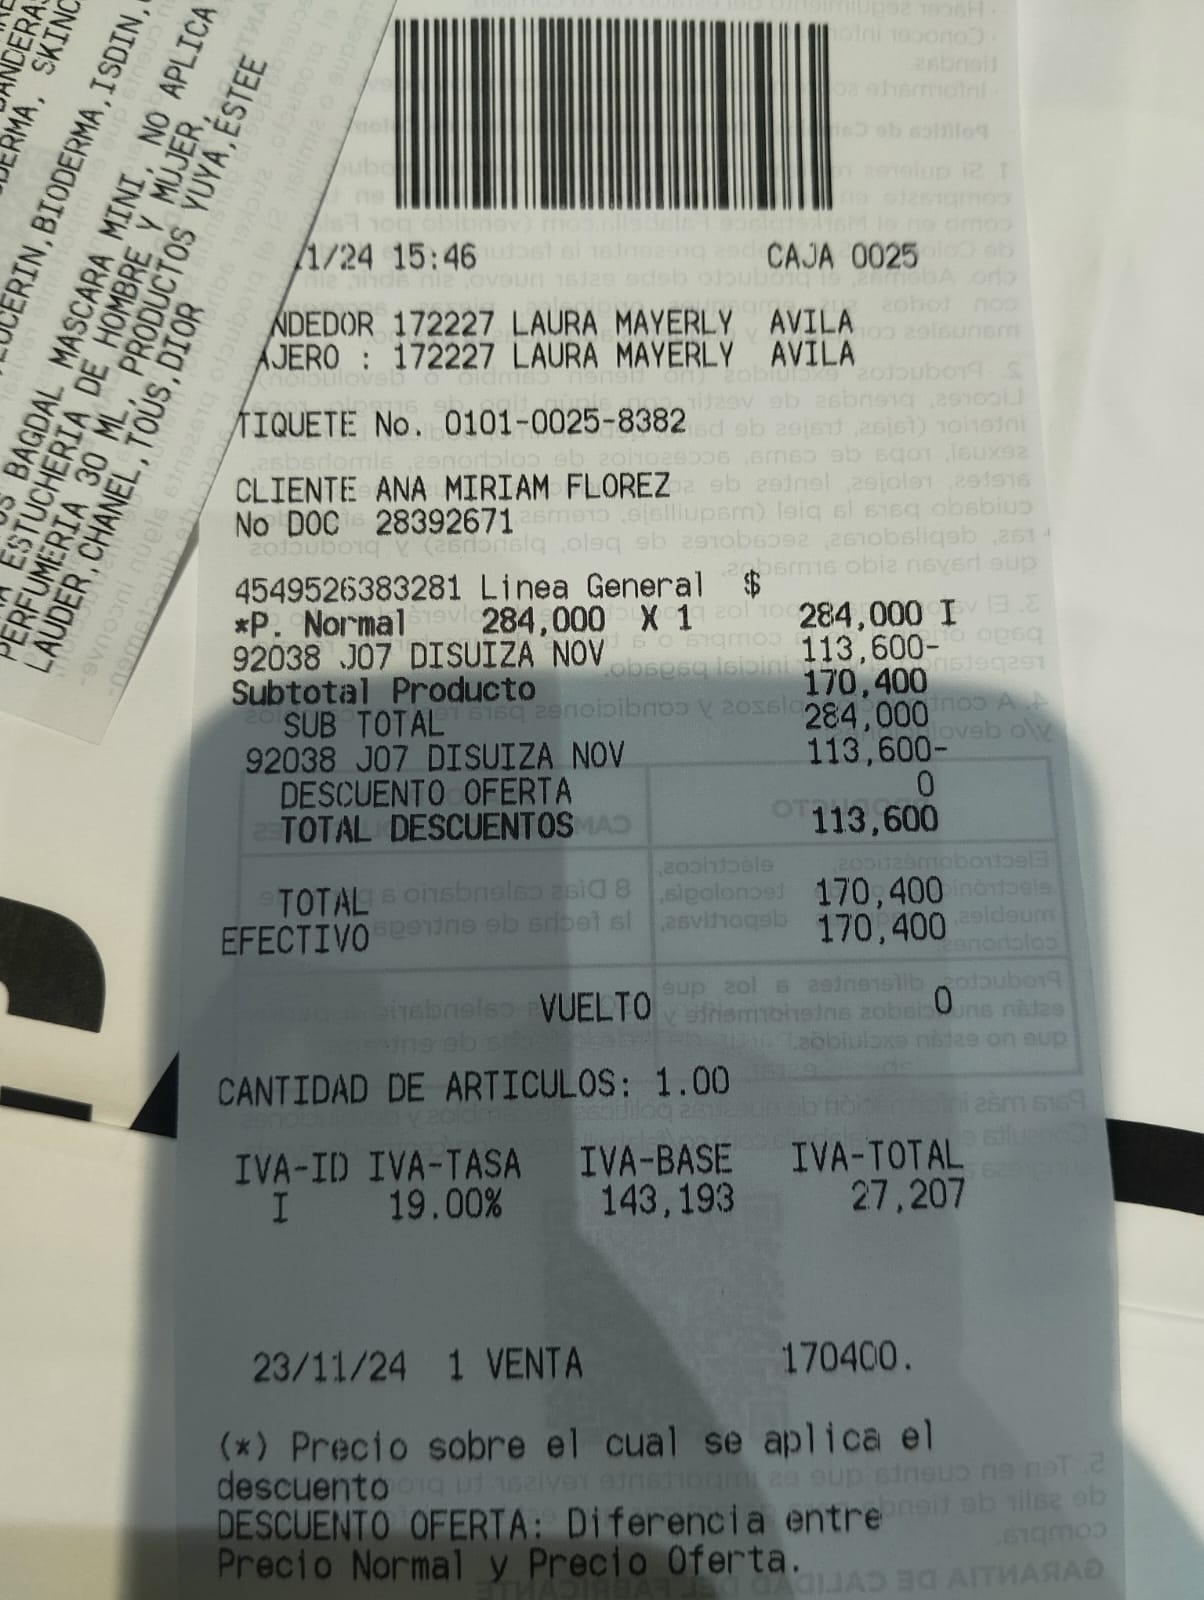 EUCERIN,BIODERMA,ISDIN,
BAGDAL MASCARA MINI, NO APLICA
ESTUCHERIA DE HOMBRE Y MUJER,
PERFUMERIA 30 ML, PRODUCTOS YUYA,ESTEE
LAUDER,CHANEL,TOUS,DIOR
/1/24 15:46 CAJA 0025
NDEDOR 172227 LAURA MAYERLY AVILA
AJERO : 172227 LAURA MAYERLY AVILA
TIQUETE No. 0101-0025-8382
CLIENTE ANA MIRIAM FLOREZ
No DOC 28392671
4549526383281 Linea General $
*P. Normal 284,000 X 1 284,000 I
92038 J07 DISUIZA NOV 113,600-
Subtotal Producto 170,400
SUB TOTAL 284,000
92038 J07 DISUIZA NOV 113,600-
DESCUENTO OFERTA 0
TOTAL DESCUENTOS 113,600
TOTAL 170,400
EFECTIVO 170,400
VUELTO 0
CANTIDAD DE ARTICULOS: 1.00
IVA-ID IVA-TASA IVA-BASE IVA-TOTAL
I 19.00% 143,193 27,207
23/11/24 1 VENTA 170400.
(*) Precio sobre el cual se aplica el
descuento
DESCUENTO OFERTA: Diferencia entre
Precio Normal y Precio Oferta.